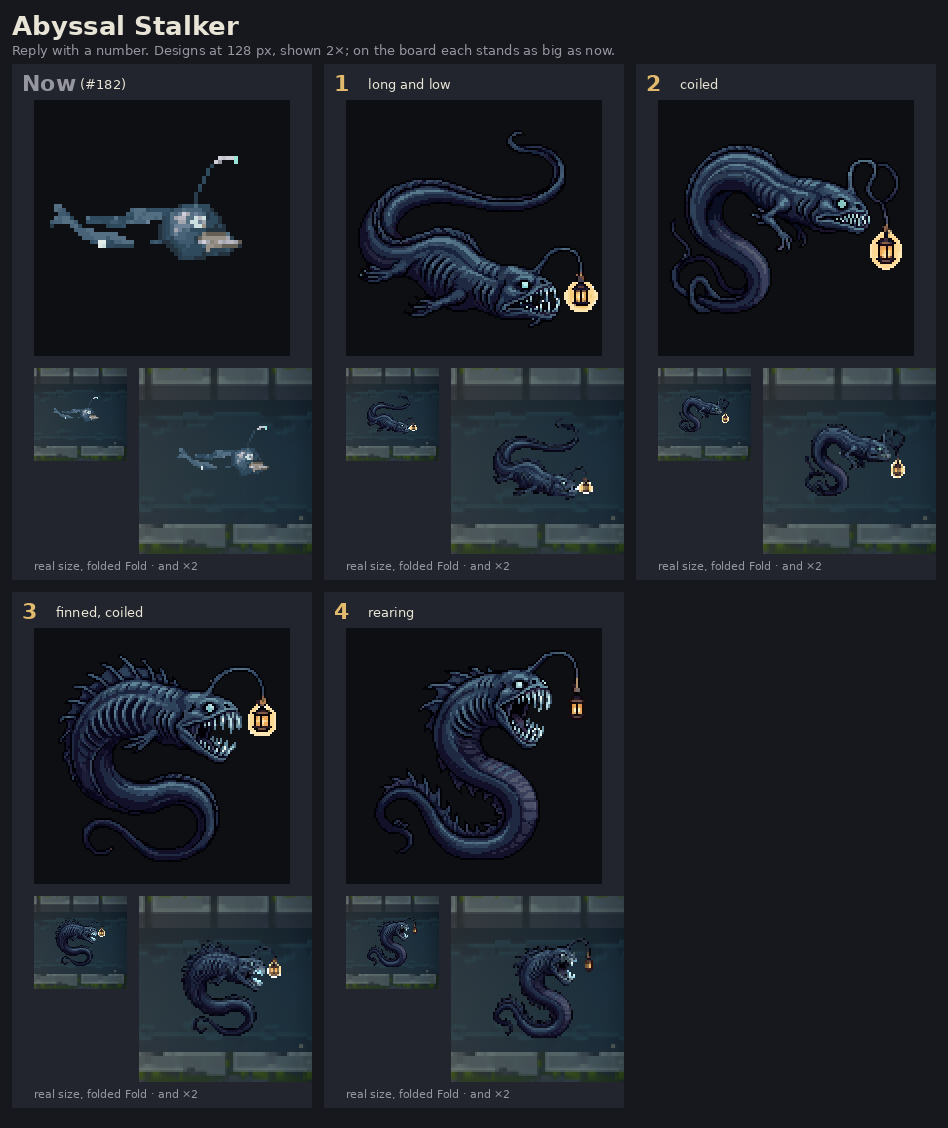 Abyssal Stalker
Reply with a number. Designs at 128 px, shown 2×; on the board each stands as big as now.
Now (#182)
real size, folded Fold · and ×2
1 long and low
real size, folded Fold · and ×2
2 coiled
real size, folded Fold · and ×2
3 finned, coiled
real size, folded Fold · and ×2
4 rearing
real size, folded Fold · and ×2